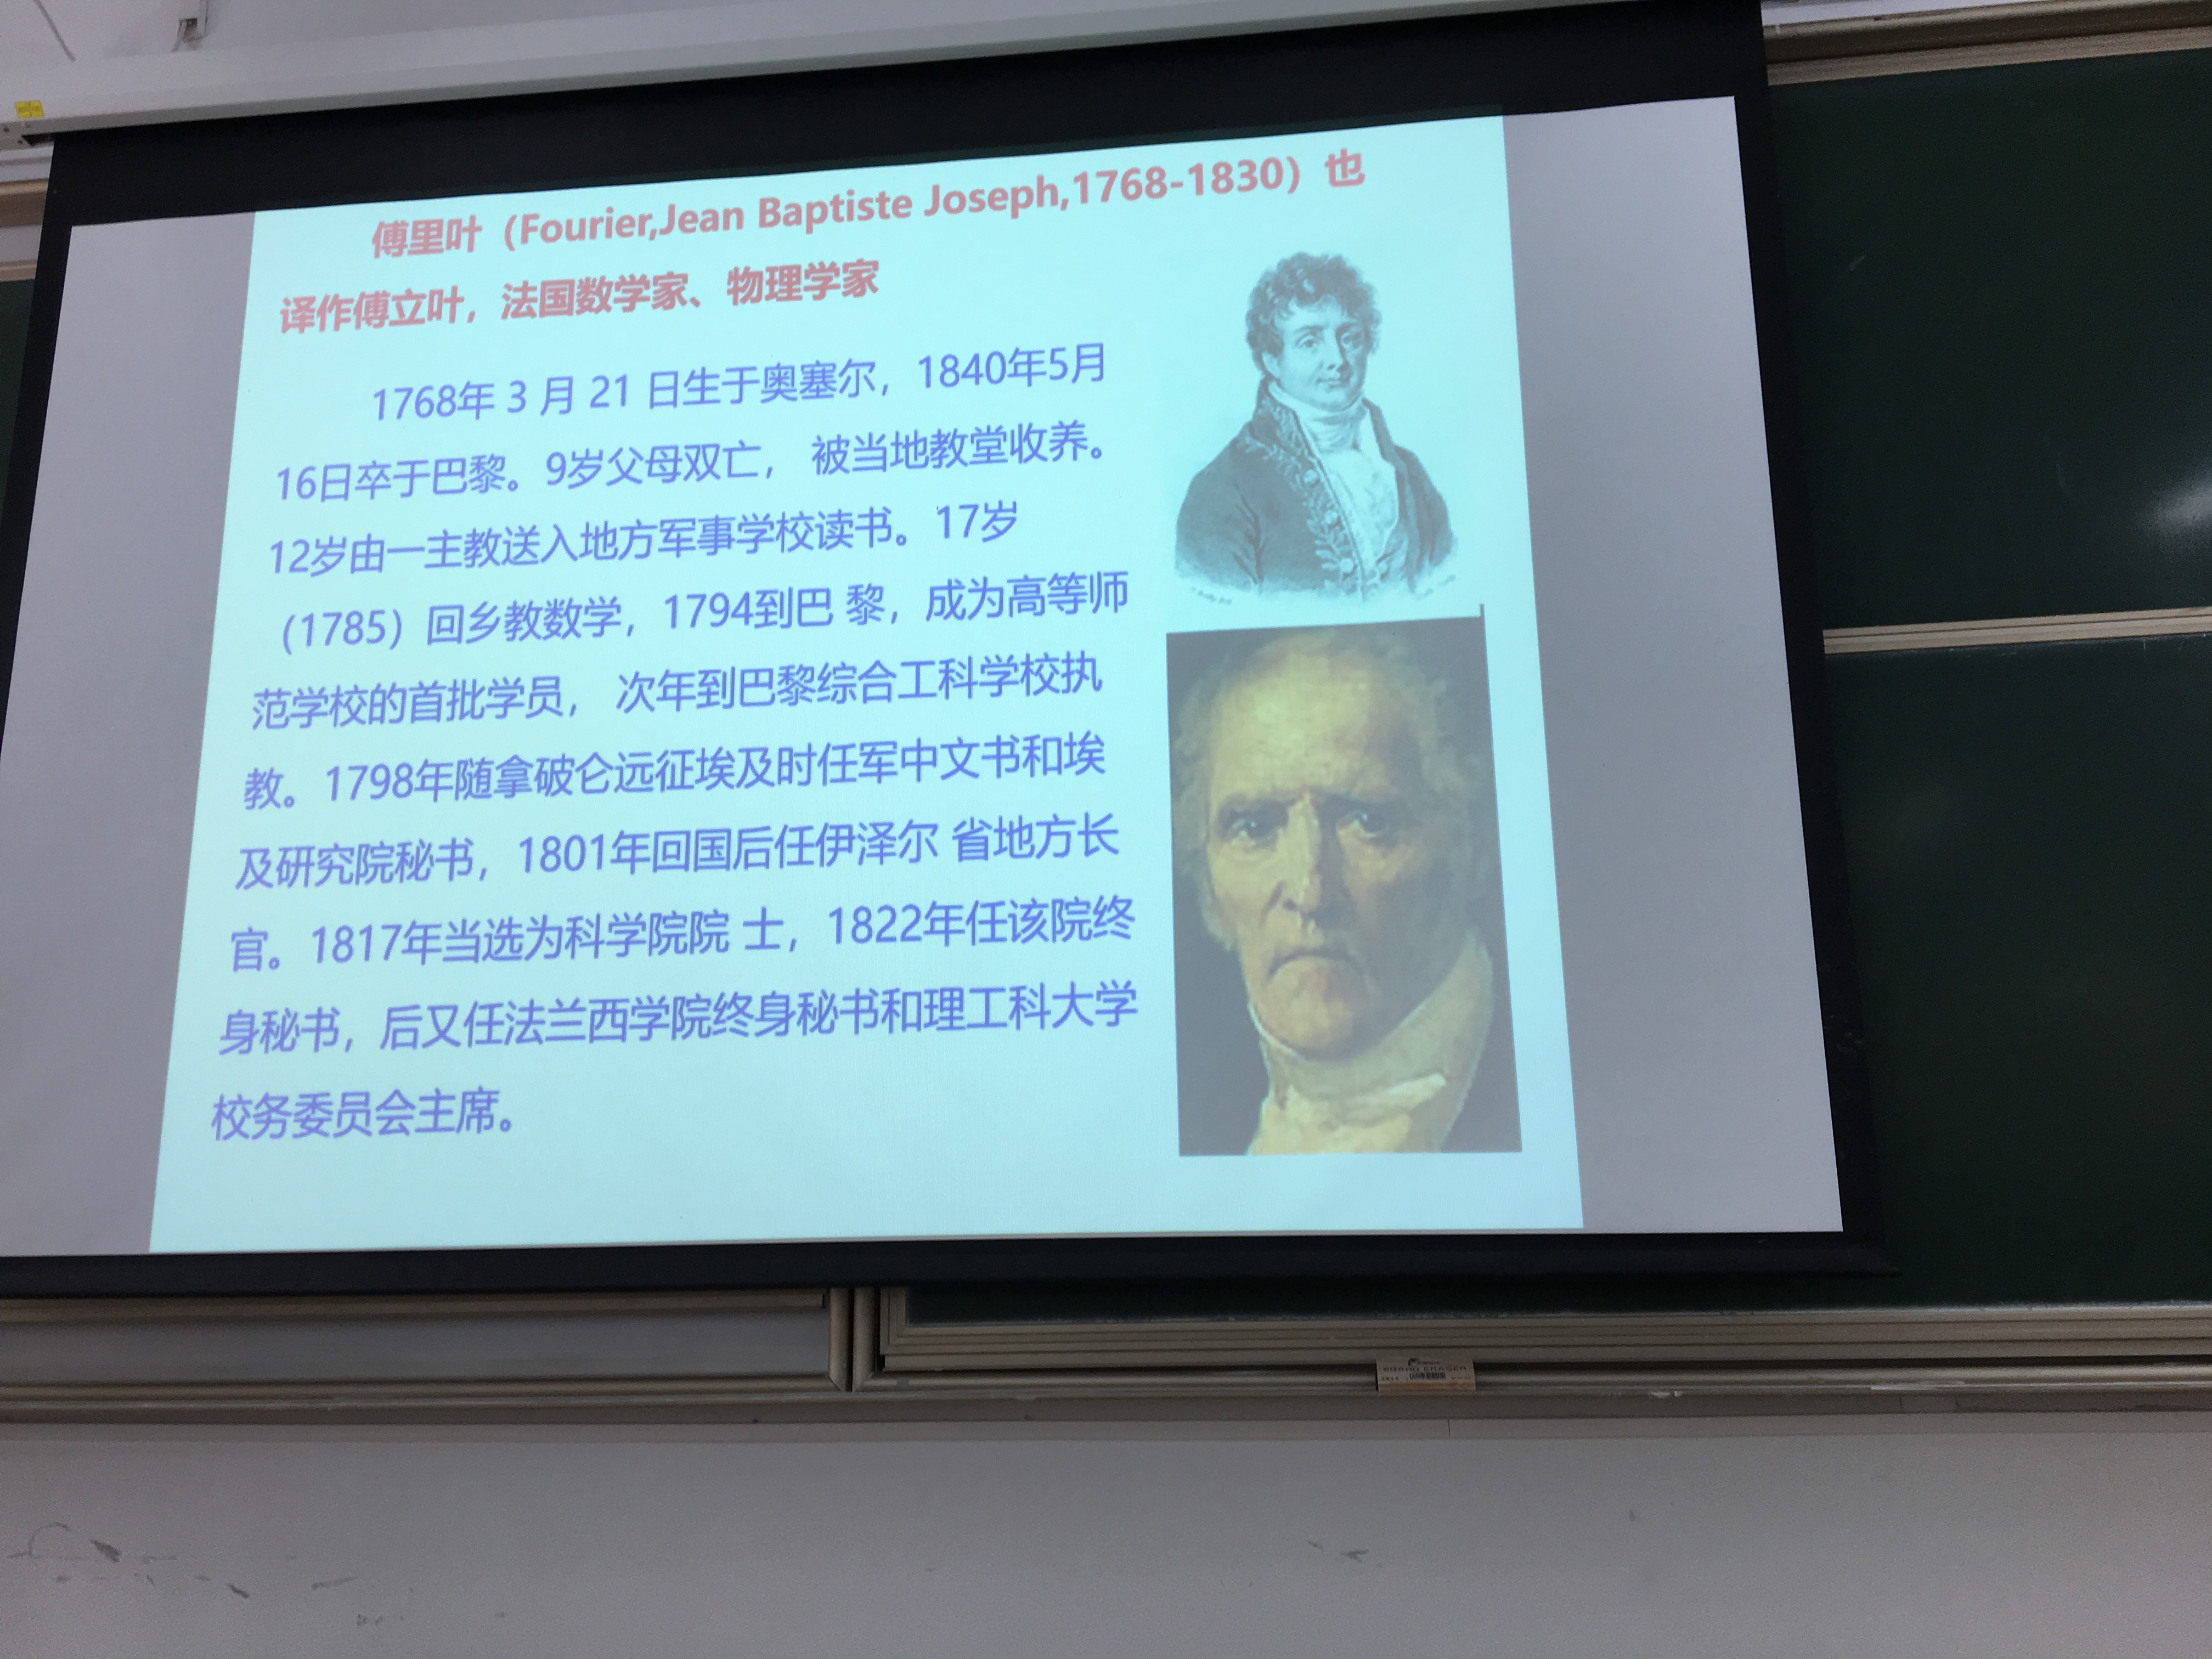 傅里叶（Fourier,Jean Baptiste Joseph,1768-1830）也
译作傅立叶，法国数学家、物理学家
1768年 3 月 21 日生于奥塞尔，1840年5月
16日卒于巴黎。9岁父母双亡， 被当地教堂收养。
12岁由一主教送入地方军事学校读书。17岁
（1785）回乡教数学，1794到巴 黎，成为高等师
范学校的首批学员， 次年到巴黎综合工科学校执
教。1798年随拿破仑远征埃及时任军中文书和埃
及研究院秘书，1801年回国后任伊泽尔 省地方长
官。1817年当选为科学院院 士，1822年任该院终
身秘书，后又任法兰西学院终身秘书和理工科大学
校务委员会主席。
BOARD ERASER